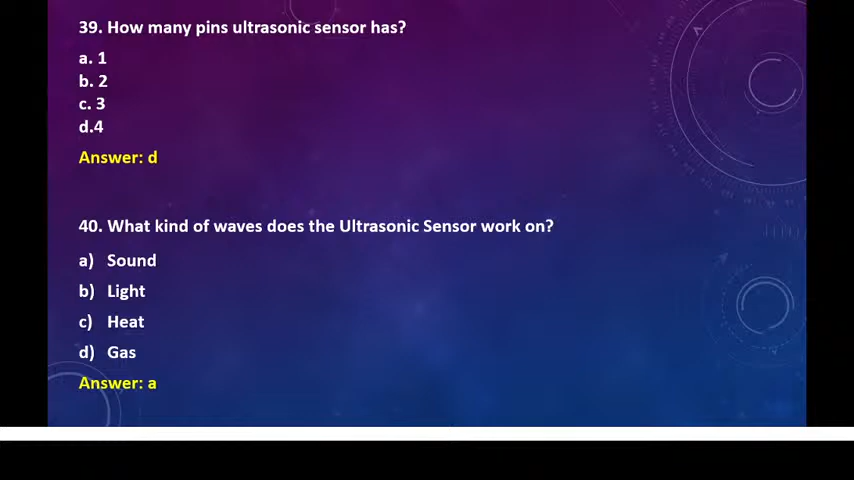 39. How many pins ultrasonic sensor has?
a. 1
b. 2
c. 3
d.4
Answer: d
40. What kind of waves does the Ultrasonic Sensor work on?
a) Sound
b) Light
c) Heat
d) Gas
Answer: a